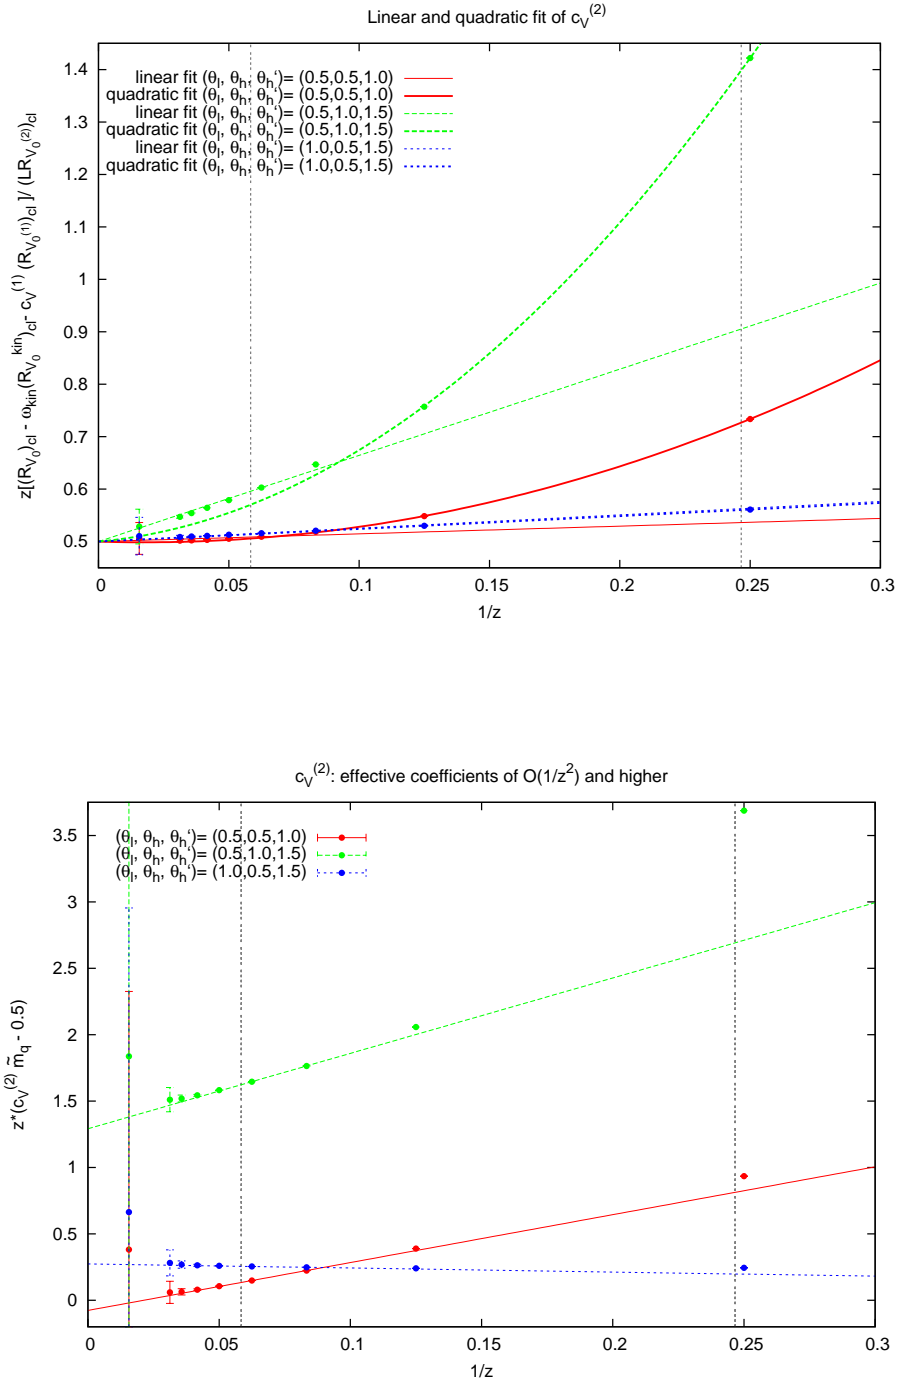 Linear and quadratic fit of c_V^(2)
z[(R_V0)_cl - ω_kin(R_V0^kin)_cl - c_V^(1) (R_V0^(1))_cl ]/ (LR_V0^(2))_cl
1.4
1.3
1.2
1.1
1
0.9
0.8
0.7
0.6
0.5
linear fit (θ_l, θ_h, θ_h‘)= (0.5,0.5,1.0)
quadratic fit (θ_l, θ_h, θ_h‘)= (0.5,0.5,1.0)
linear fit (θ_l, θ_h, θ_h‘)= (0.5,1.0,1.5)
quadratic fit (θ_l, θ_h, θ_h‘)= (0.5,1.0,1.5)
linear fit (θ_l, θ_h, θ_h‘)= (1.0,0.5,1.5)
quadratic fit (θ_l, θ_h, θ_h‘)= (1.0,0.5,1.5)
0 0.05 0.1 0.15 0.2 0.25 0.3
1/z
c_V^(2): effective coefficients of O(1/z^2) and higher
z*(c_V^(2) m̃_q - 0.5)
3.5
3
2.5
2
1.5
1
0.5
0
(θ_l, θ_h, θ_h‘)= (0.5,0.5,1.0)
(θ_l, θ_h, θ_h‘)= (0.5,1.0,1.5)
(θ_l, θ_h, θ_h‘)= (1.0,0.5,1.5)
0 0.05 0.1 0.15 0.2 0.25 0.3
1/z